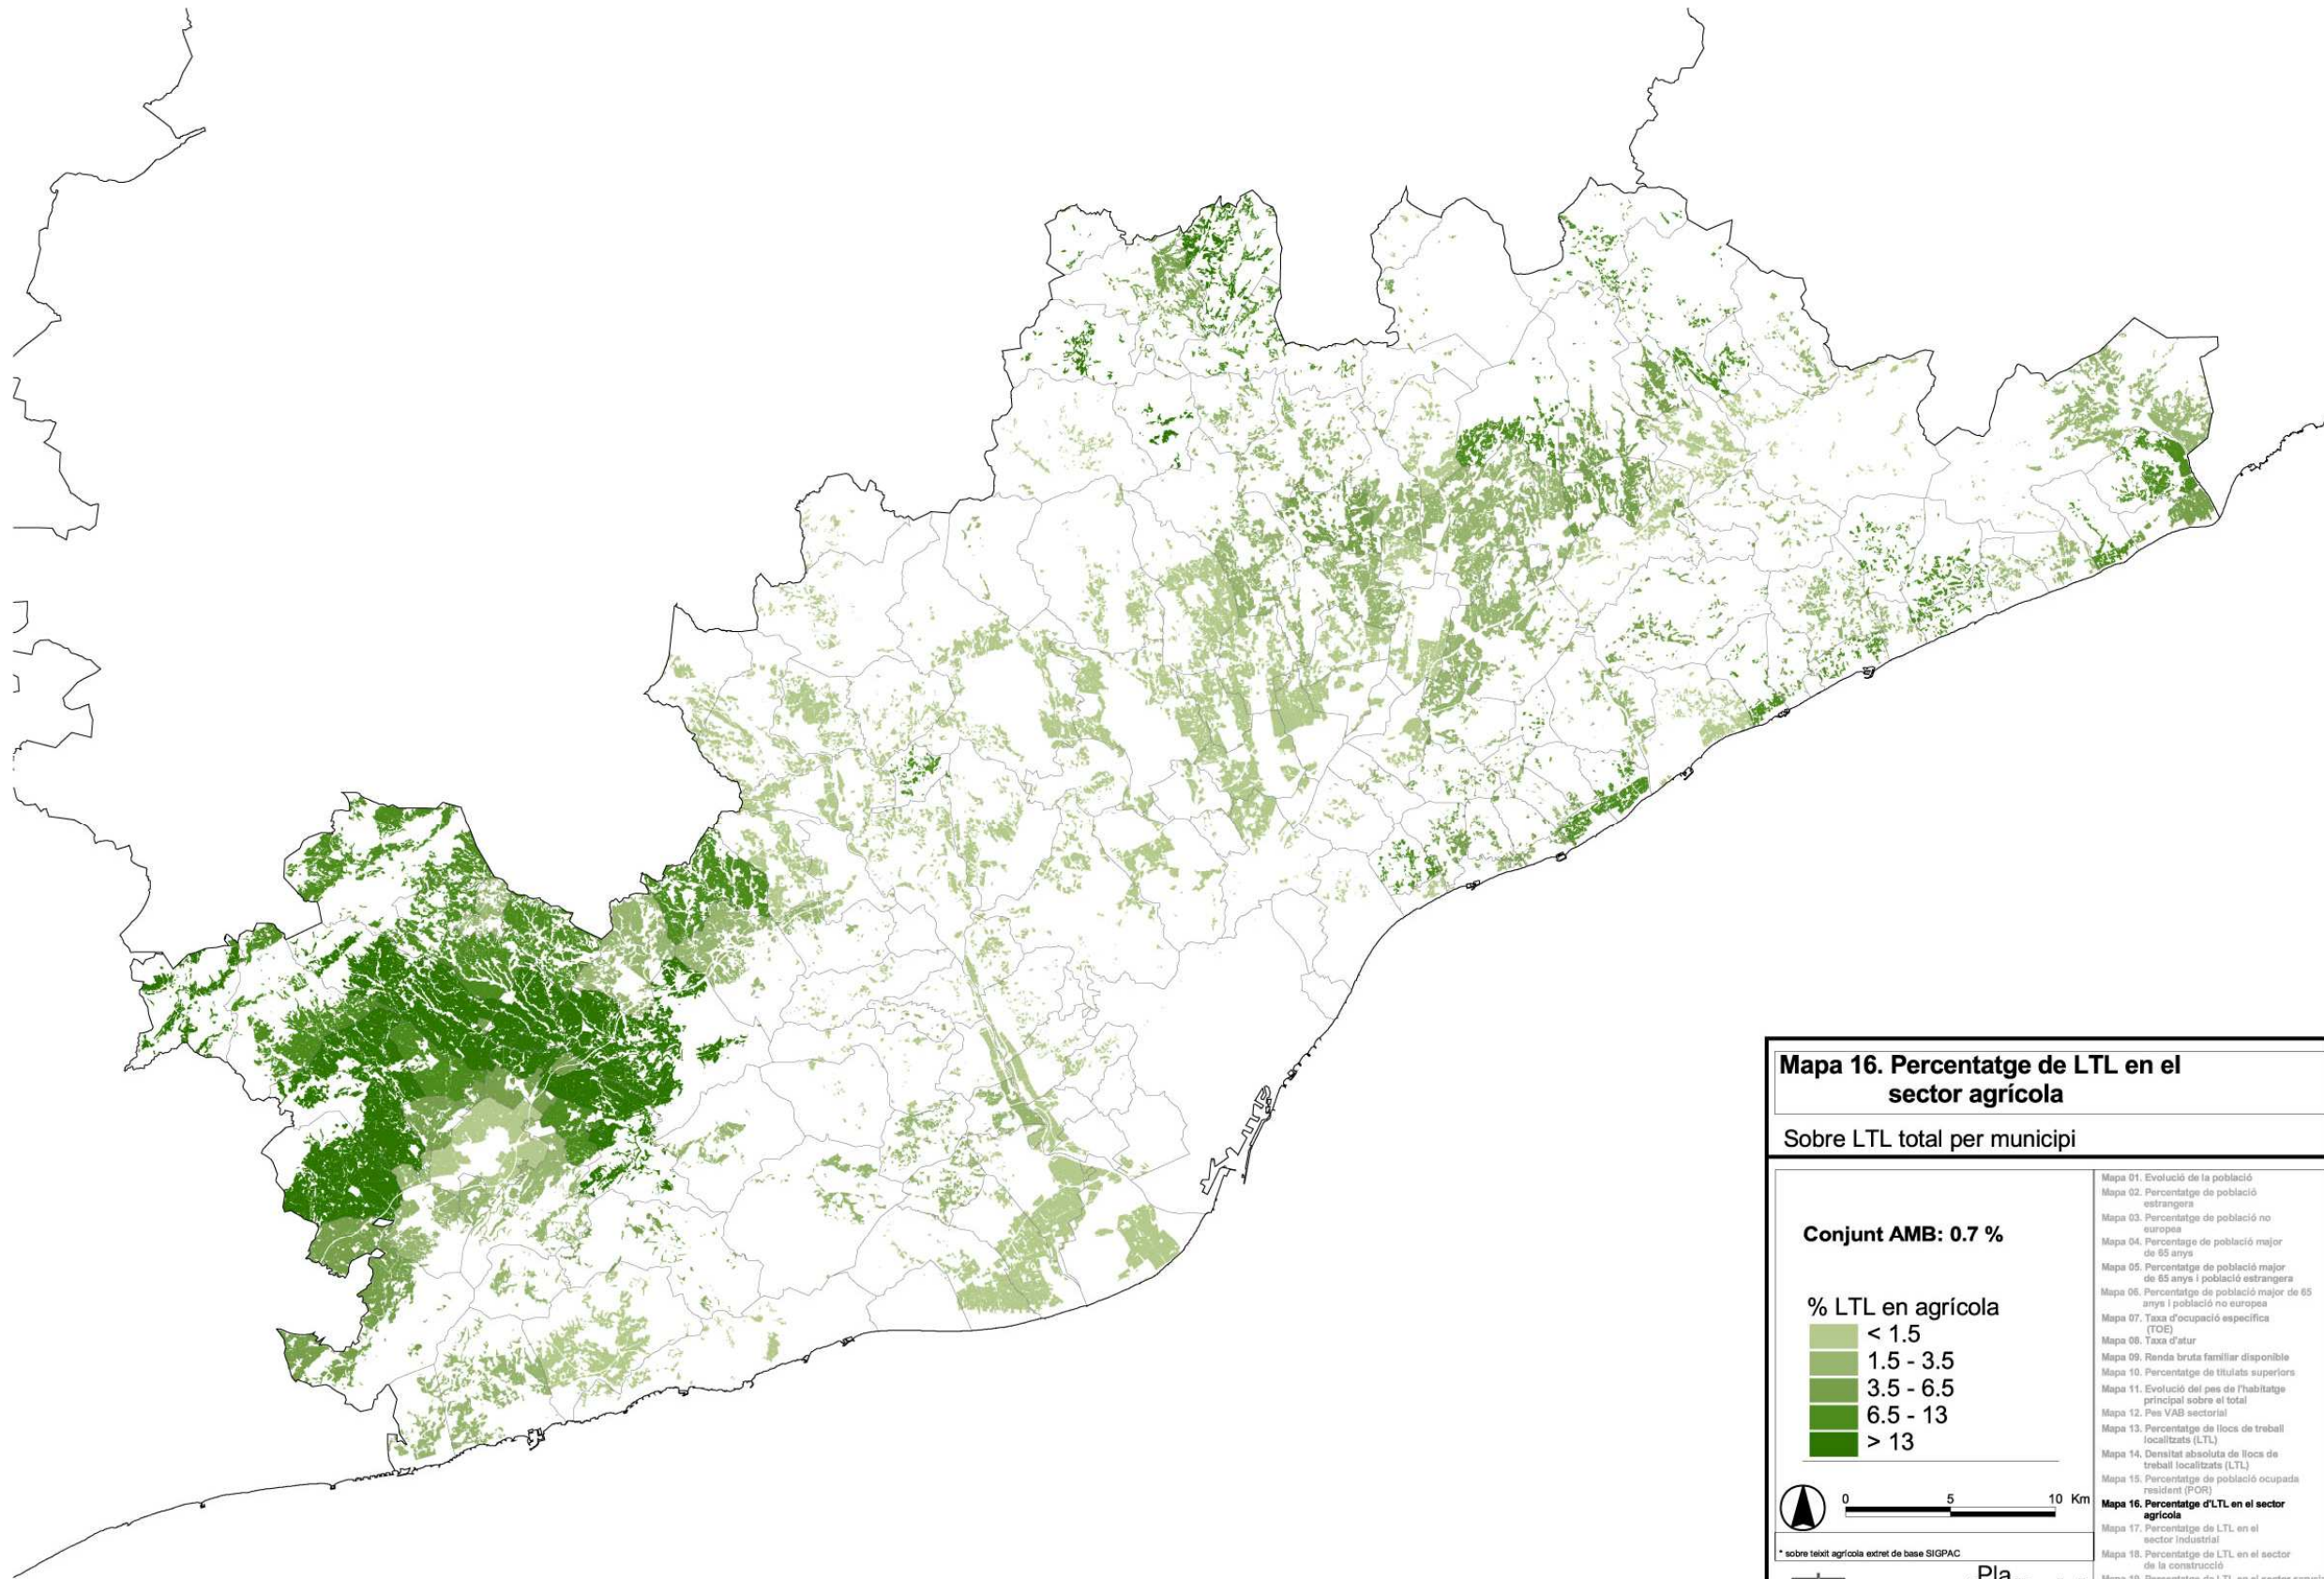 Mapa 16. Percentatge de LTL en el
sector agrícola
Sobre LTL total per municipi
Conjunt AMB: 0.7 %
% LTL en agrícola
< 1.5
1.5 - 3.5
3.5 - 6.5
6.5 - 13
> 13
0 5 10 Km
* sobre teixit agrícola extret de base SIGPAC
Mapa 01. Evolució de la població
Mapa 02. Percentatge de població
estrangera
Mapa 03. Percentatge de població no
europea
Mapa 04. Percentage de població major
de 65 anys
Mapa 05. Percentatge de població major
de 65 anys i població estrangera
Mapa 06. Percentatge de població major de 65
anys i població no europea
Mapa 07. Taxa d'ocupació específica
(TOE)
Mapa 08. Taxa d'atur
Mapa 09. Renda bruta familiar disponible
Mapa 10. Percentatge de titulats superiors
Mapa 11. Evolució del pes de l'habitatge
principal sobre el total
Mapa 12. Pes VAB sectorial
Mapa 13. Percentatge de llocs de treball
localitzats (LTL)
Mapa 14. Densitat absoluta de llocs de
treball localitzats (LTL)
Mapa 15. Percentatge de població ocupada
resident (POR)
Mapa 16. Percentatge d'LTL en el sector
agrícola
Mapa 17. Percentatge de LTL en el
sector industrial
Mapa 18. Percentatge de LTL en el sector
de la construcció
Pla